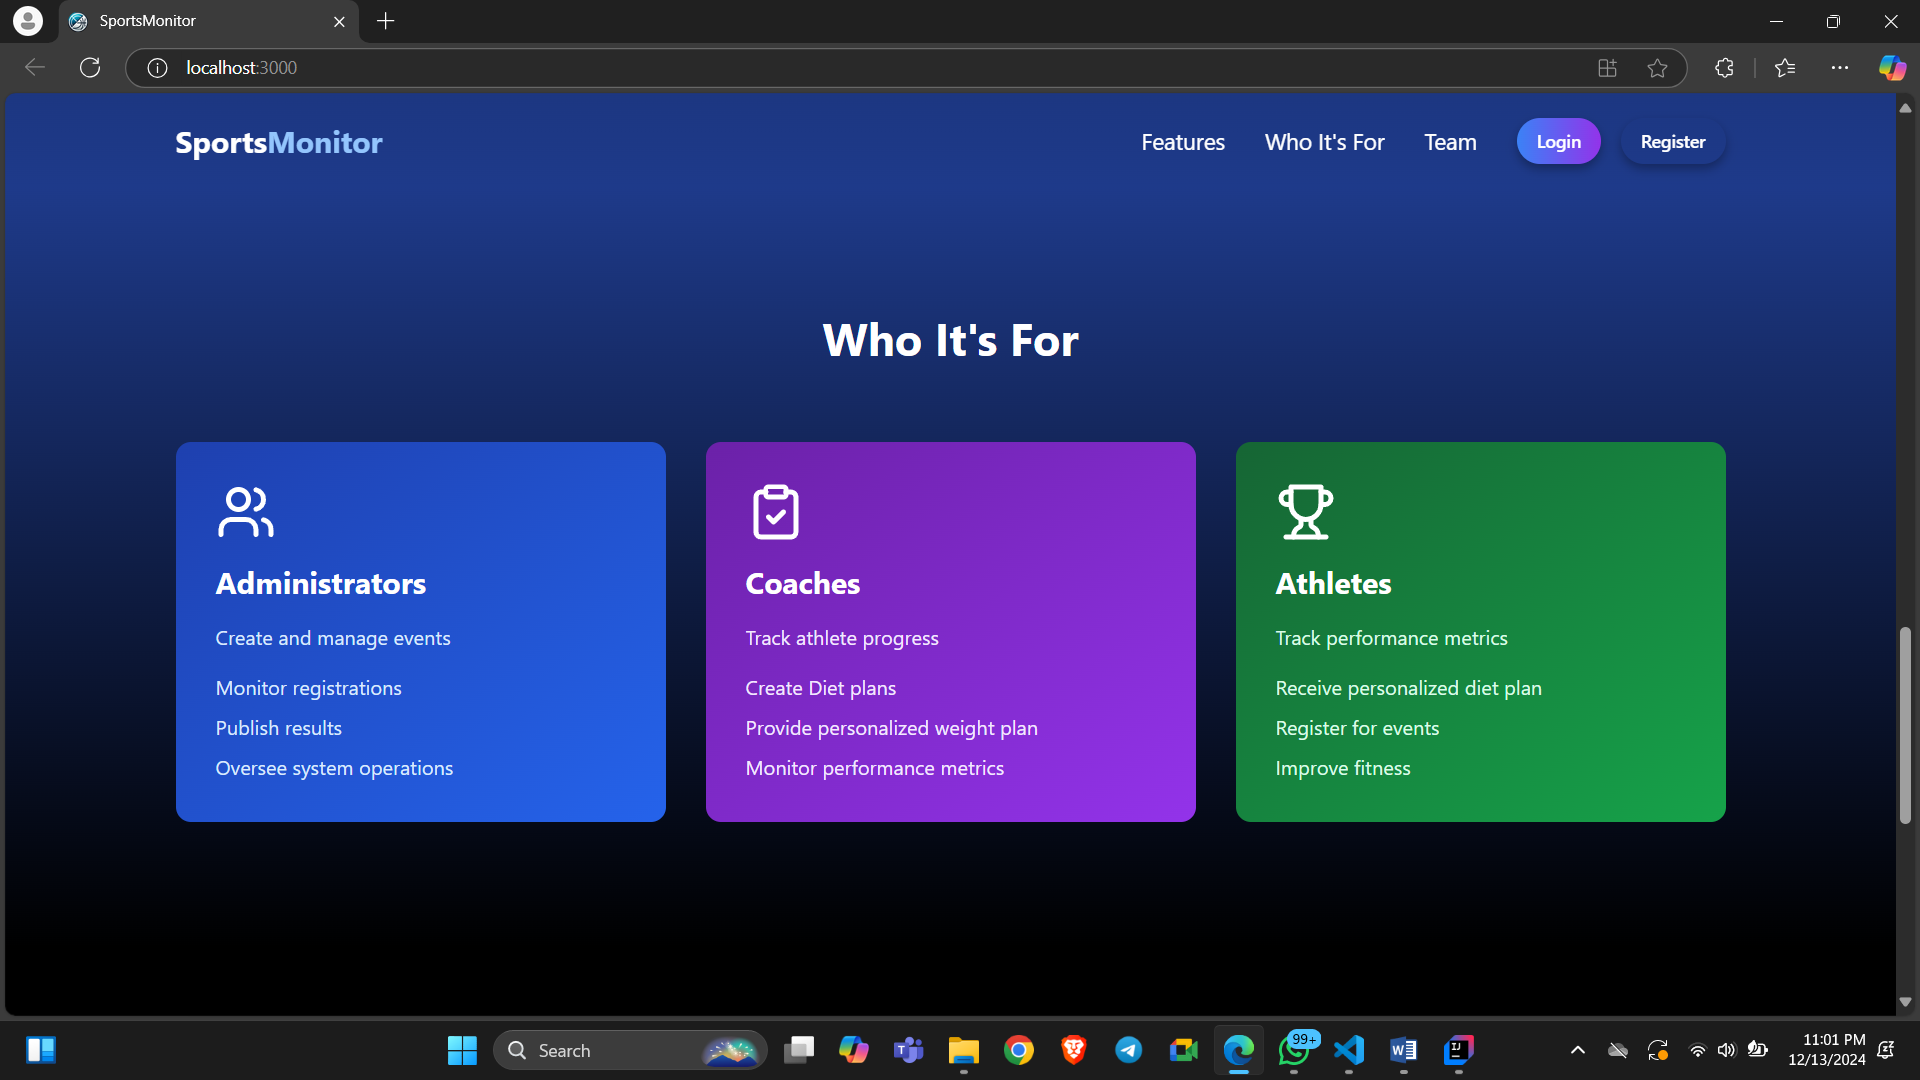 SportsMonitor
localhost:3000
SportsMonitor
Features
Who It's For
Team
Login
Register
Who It's For
Administrators
Create and manage events
Monitor registrations
Publish results
Oversee system operations
Coaches
Track athlete progress
Create Diet plans
Provide personalized weight plan
Monitor performance metrics
Athletes
Track performance metrics
Receive personalized diet plan
Register for events
Improve fitness
Search
99+
11:01 PM
12/13/2024